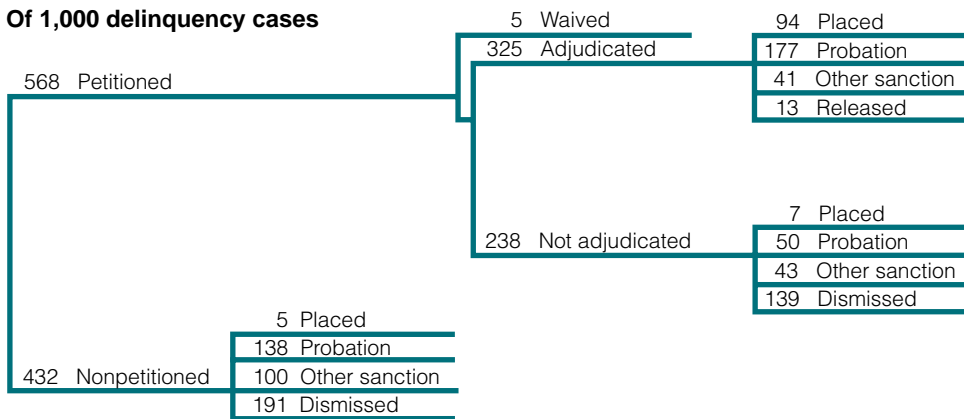 Of 1,000 delinquency cases
568 Petitioned
5 Waived
325 Adjudicated
94 Placed
177 Probation
41 Other sanction
13 Released
238 Not adjudicated
7 Placed
50 Probation
43 Other sanction
139 Dismissed
432 Nonpetitioned
5 Placed
138 Probation
100 Other sanction
191 Dismissed